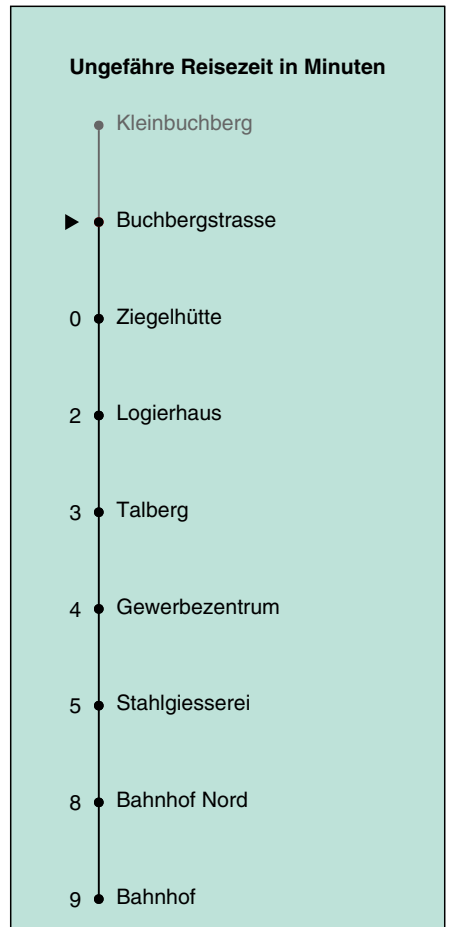 Ungefähre Reisezeit in Minuten
Kleinbuchberg
Buchbergstrasse
0 Ziegelhütte
2 Logierhaus
3 Talberg
4 Gewerbezentrum
5 Stahlgiesserei
8 Bahnhof Nord
9 Bahnhof